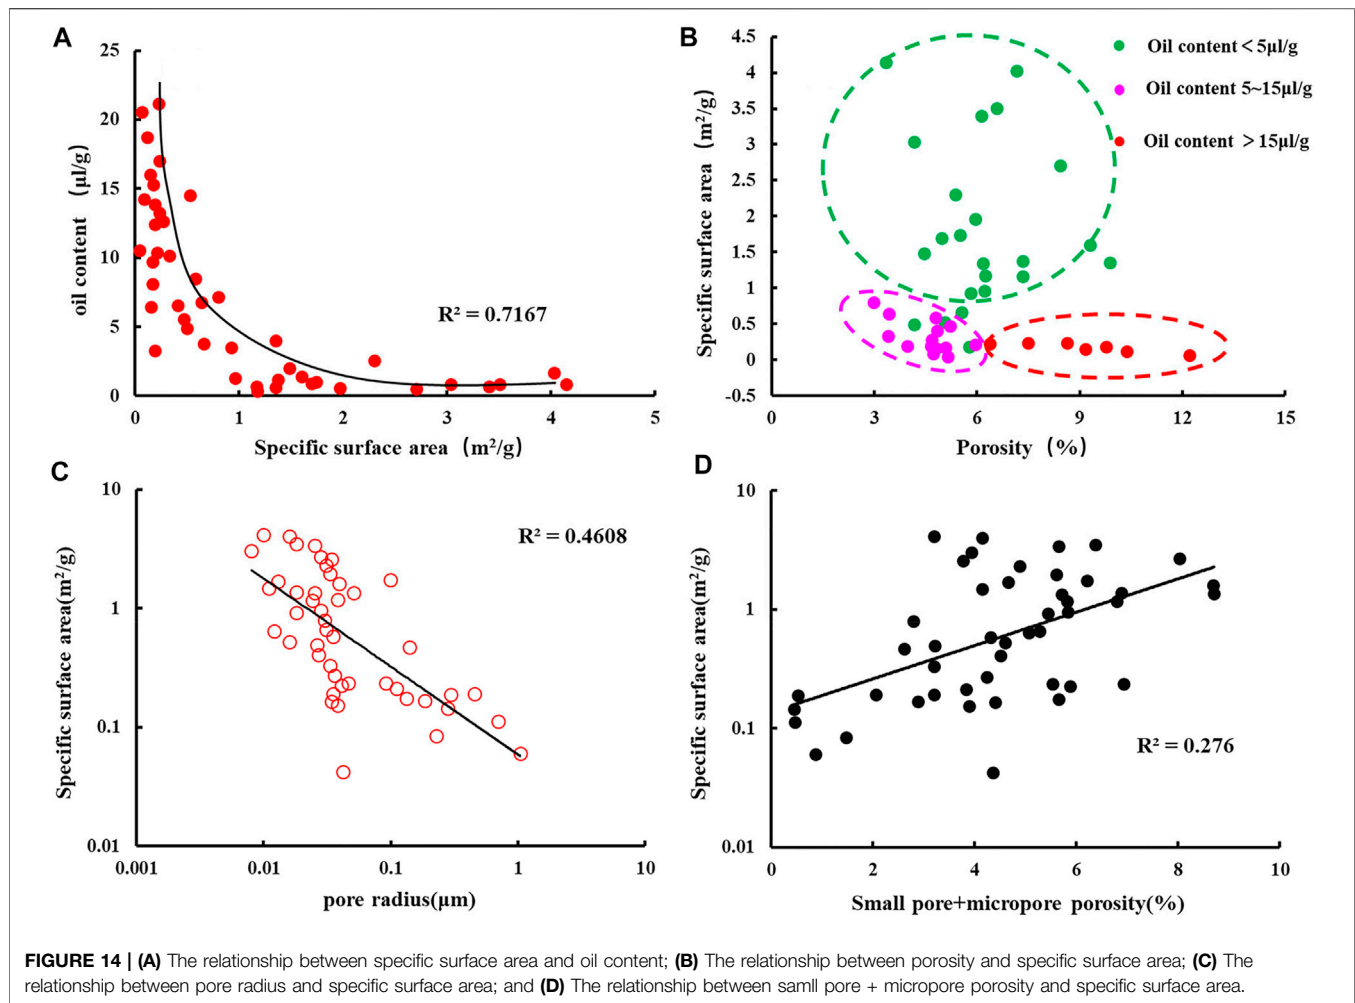 A
25
20
15
10
5
0
oil content（μl/g）
0 1 2 3 4 5
Specific surface area（m²/g）
R² = 0.7167
B
4.5
4
3.5
3
2.5
2
1.5
1
0.5
0
-0.5
Specific surface area（m²/g）
0 3 6 9 12 15
Porosity（%）
Oil content＜5μl/g
Oil content 5~15μl/g
Oil content ＞15μl/g
C
10
1
0.1
0.01
Specific surface area(m²/g)
0.001 0.01 0.1 1 10
pore radius(μm)
R² = 0.4608
D
10
1
0.1
0.01
Specific surface area(m²/g)
0 2 4 6 8 10
Small pore+micropore porosity(%)
R² = 0.276
FIGURE 14 | (A) The relationship between specific surface area and oil content; (B) The relationship between porosity and specific surface area; (C) The
relationship between pore radius and specific surface area; and (D) The relationship between samll pore + micropore porosity and specific surface area.